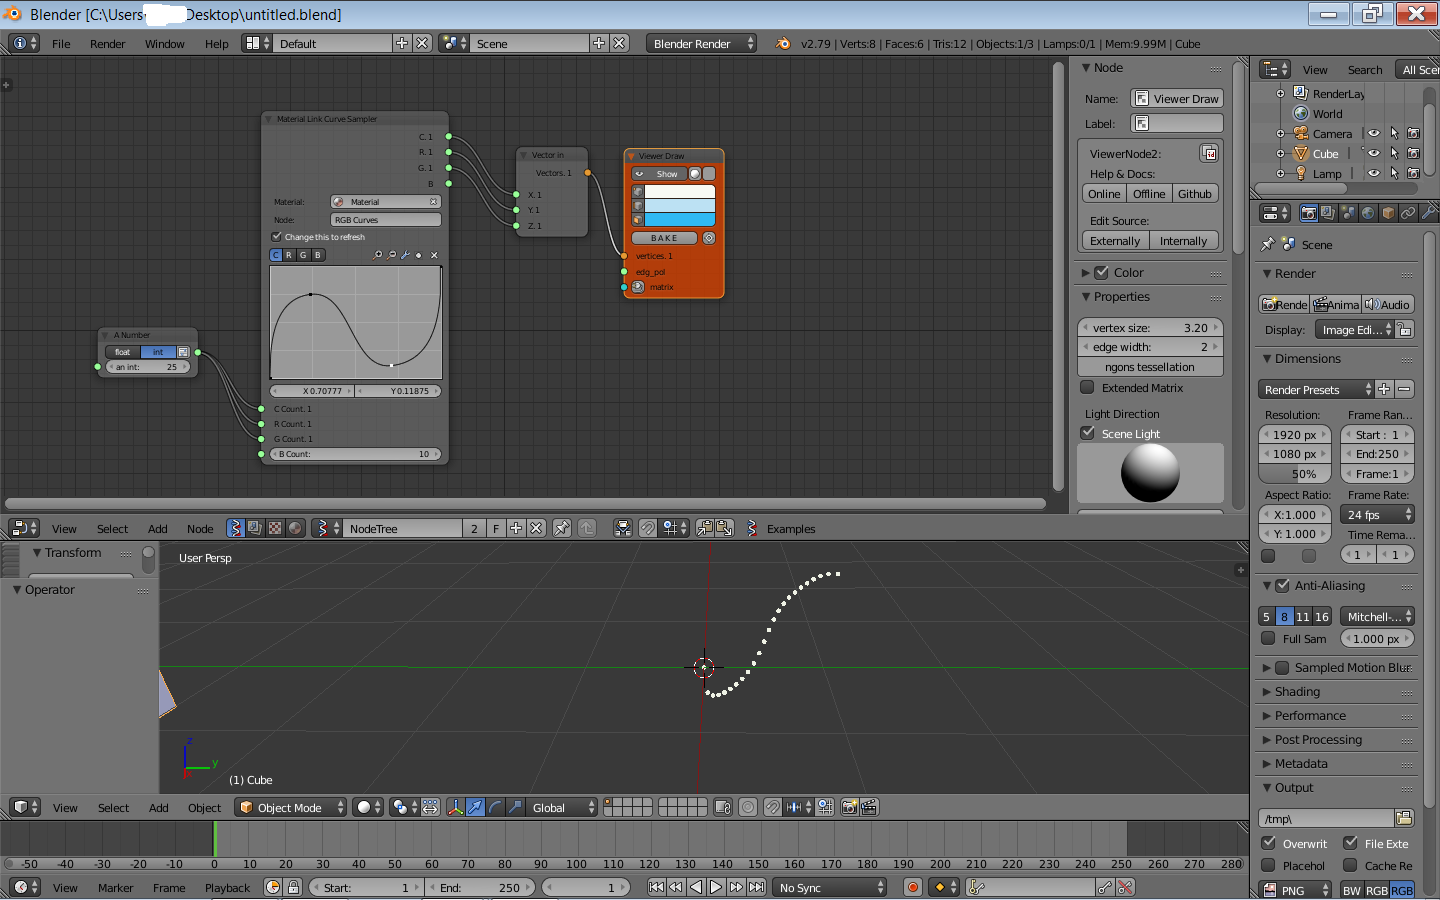 Blender [C:\Users- Desktop\untitled.blend]
File Render Window Help Default Scene Blender Render v2.79 | Verts:8 | Faces:6 | Tris:12 | Objects:1/3 | Lamps:0/1 | Mem:9.99M | Cube
Material Link Curve Sampler
C. 1
R. 1
G. 1
B
Material: Material
Node: RGB Curves
Change this to refresh
C R G B
X 0.70777 Y 0.11875
C Count. 1
R Count. 1
G Count. 1
B Count: 10
A Number
float int
an int: 25
Vector in
Vectors. 1
X. 1
Y. 1
Z. 1
Viewer Draw
Show
B A K E
vertices. 1
edg_pol
matrix
Node
Name: Viewer Draw
Label:
ViewerNode2:
Help & Docs:
Online Offline Github
Edit Source:
Externally Internally
Color
Properties
vertex size: 3.20
edge width: 2
ngons tessellation
Extended Matrix
Light Direction
Scene Light
View Search All Scer
RenderLay
World
Camera
Cube
Lamp
Scene
Render
Rende Anima Audio
Display: Image Edi...
Dimensions
Render Presets
Resolution: Frame Ran...
1920 px Start : 1
1080 px End:250
50% Frame:1
Aspect Ratio: Frame Rate:
X:1.000 24 fps
Y: 1.000 Time Rema...
1 1
Anti-Aliasing
5 8 11 16 Mitchell-...
Full Sam 1.000 px
Sampled Motion Blur
Shading
Performance
Post Processing
Metadata
Output
/tmp\
Overwrit File Exte
Placehol Cache Re
PNG BW RGB RGB
View Select Add Node NodeTree 2 F Examples
Transform
Operator
User Persp
z
y
x
(1) Cube
View Select Add Object Object Mode Global
-50 -40 -30 -20 -10 0 10 20 30 40 50 60 70 80 90 100 110 120 130 140 150 160 170 180 190 200 210 220 230 240 250 260 270 280
View Marker Frame Playback Start: 1 End: 250 1 No Sync